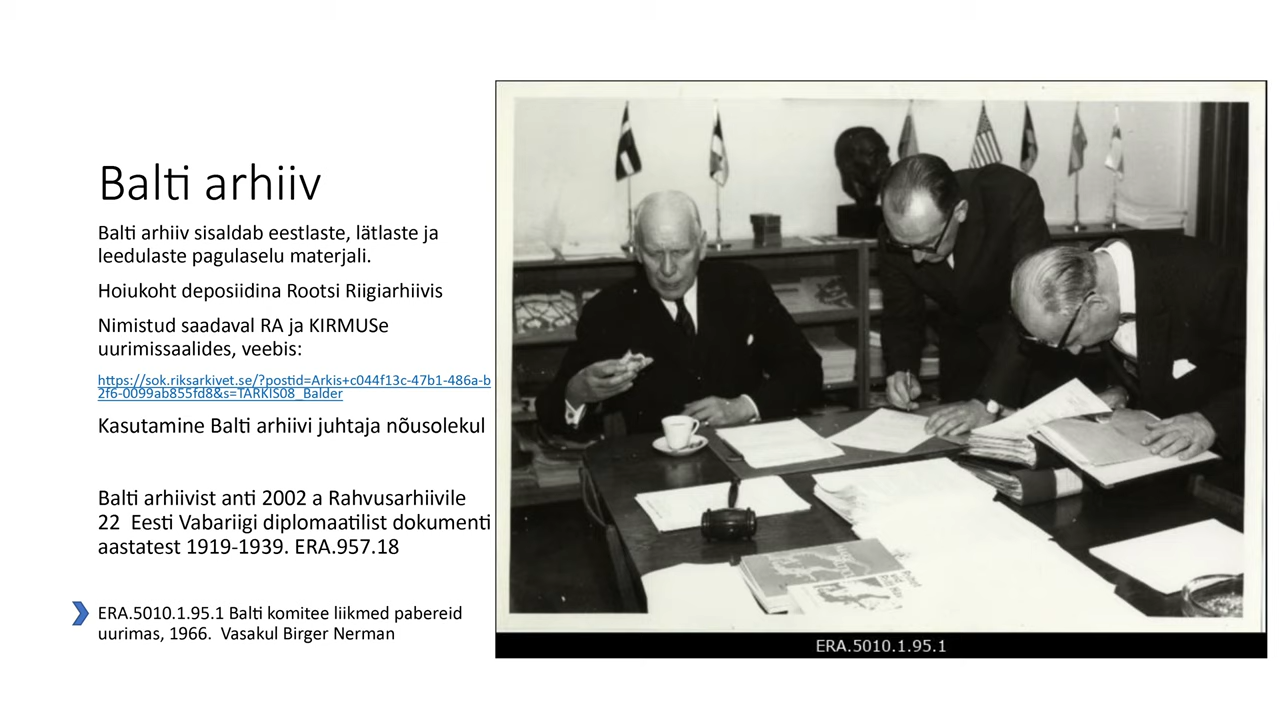 Balti arhiiv
Balti arhiiv sisaldab eestlaste, lätlaste ja
leedulaste pagulaselu materjali.
Hoiukoht deposiidina Rootsi Riigiarhiivis
Nimistud saadaval RA ja KIRMUSe
uurimissaalides, veebis:
https://sok.riksarkivet.se/?postid=Arkis+c044f13c-47b1-486a-b
2f6-0099ab855fd8&s=TARKIS08_Balder
Kasutamine Balti arhiivi juhtaja nõusolekul
Balti arhiivist anti 2002 a Rahvusarhiivile
22 Eesti Vabariigi diplomaatilist dokumenti
aastatest 1919-1939. ERA.957.18
ERA.5010.1.95.1 Balti komitee liikmed pabereid
uurimas, 1966. Vasakul Birger Nerman
ERA.5010.1.95.1